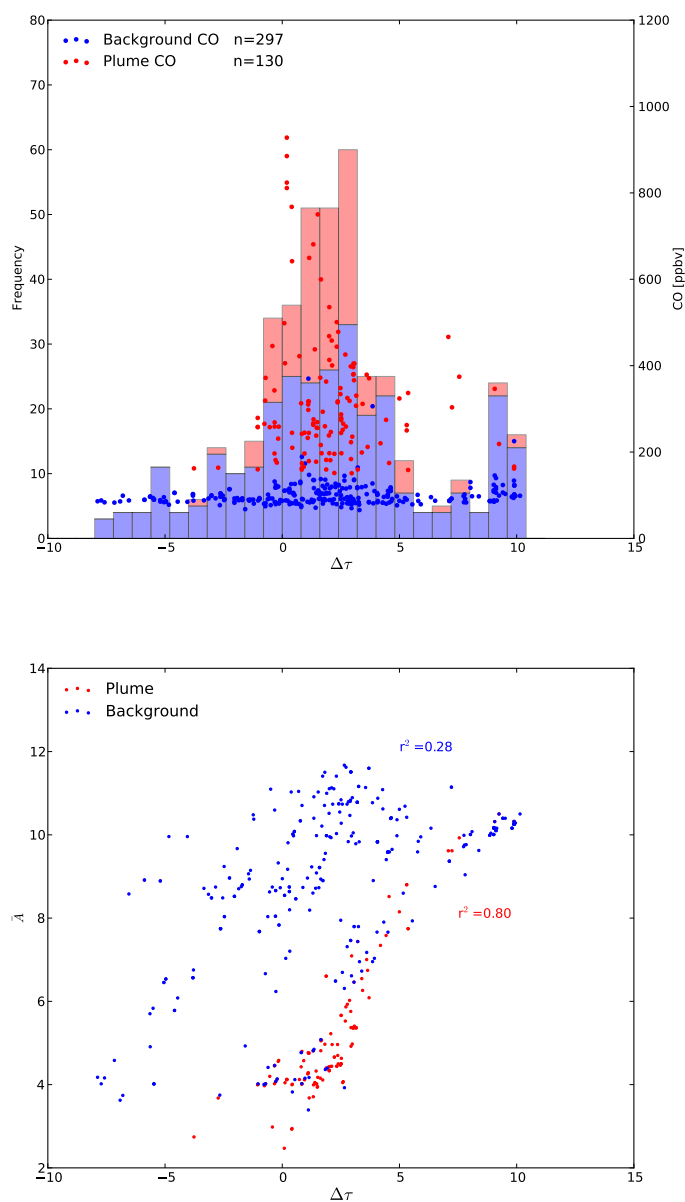 Background CO n=297
Plume CO n=130
80
70
60
50
40
30
20
10
0
Frequency
1200
1000
800
600
400
200
0
CO [ppbv]
−10 −5 0 5 10 15
Δτ
Plume
Background
r² =0.28
r² =0.80
14
12
10
8
6
4
2
Ā
−10 −5 0 5 10 15
Δτ